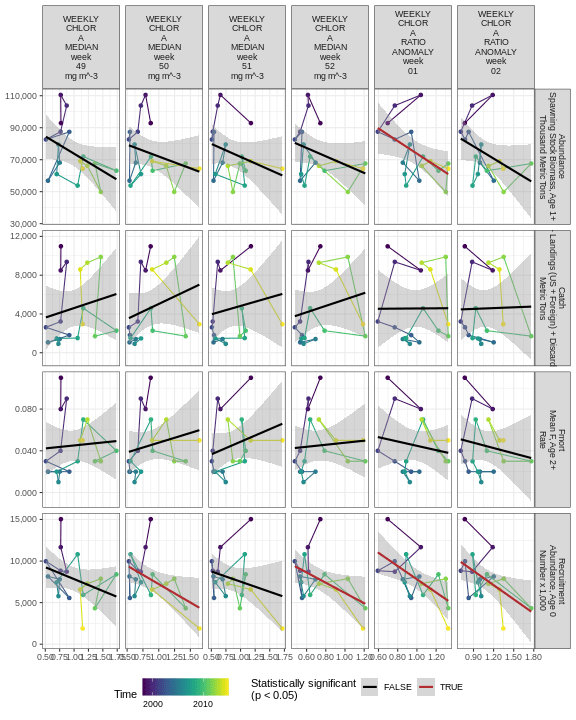 WEEKLY
CHLOR
A
MEDIAN
week
49
mg m^-3
WEEKLY
CHLOR
A
MEDIAN
week
50
mg m^-3
WEEKLY
CHLOR
A
MEDIAN
week
51
mg m^-3
WEEKLY
CHLOR
A
MEDIAN
week
52
mg m^-3
WEEKLY
CHLOR
A
RATIO
ANOMALY
week
01
WEEKLY
CHLOR
A
RATIO
ANOMALY
week
02
110,000
90,000
70,000
50,000
30,000
Abundance
Spawning Stock Biomass, Age 1+
Thousand Metric Tons
12,000
8,000
4,000
0
Catch
Landings (US + Foreign) + Discard
Metric Tons
0.080
0.040
0.000
Fmort
Mean F, Age 2+
Rate
15,000
10,000
5,000
0
Recruitment
Abundance, Age 0
Number x 1,000
0.50 0.75 1.00 1.25 1.50 1.75
0.75 1.00 1.25 1.50
0.50 0.75 1.00 1.25 1.50 1.75
0.60 0.80 1.00 1.20
0.60 0.80 1.00 1.20
0.90 1.20 1.50 1.80
Time
2000 2010
Statistically significant
(p < 0.05)
FALSE
TRUE